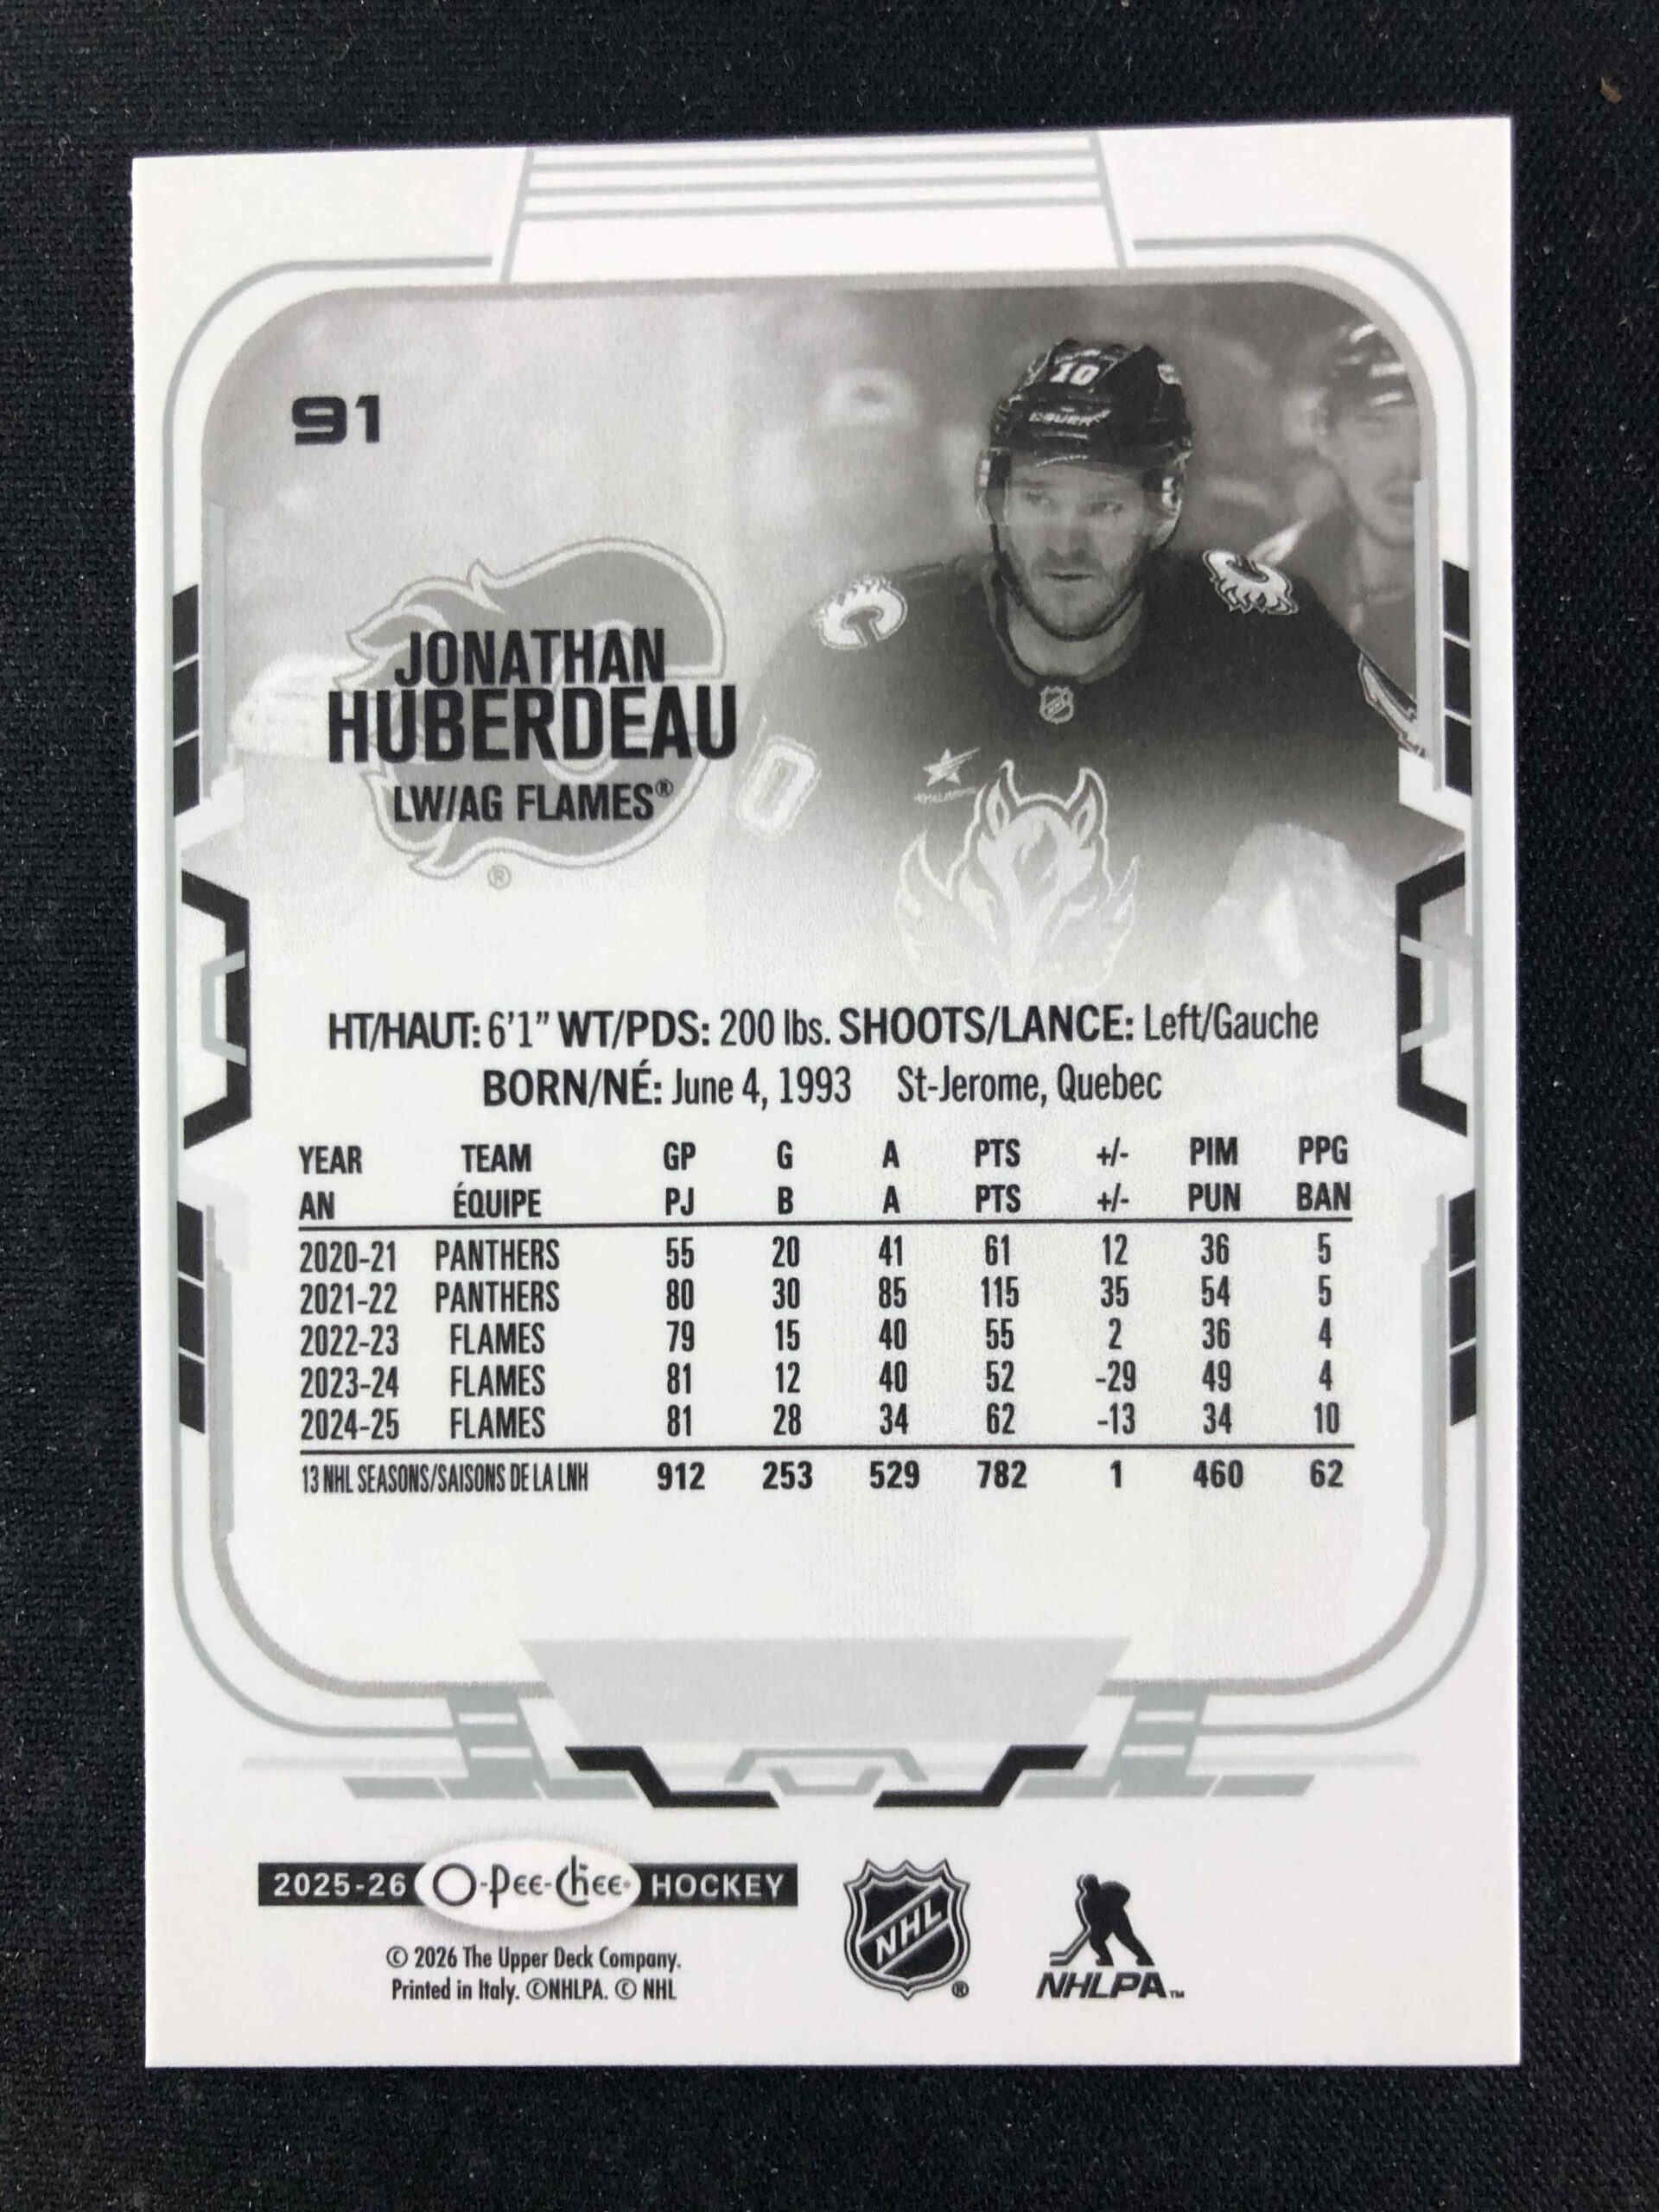 91
10
BAUER
JONATHAN
HUBERDEAU
LW/AG FLAMES®
®
0
HT/HAUT: 6'1" WT/PDS: 200 lbs. SHOOTS/LANCE: Left/Gauche
BORN/NÉ: June 4, 1993 St-Jerome, Quebec
YEAR TEAM GP G A PTS +/- PIM PPG
AN ÉQUIPE PJ B A PTS +/- PUN BAN
2020-21 PANTHERS 55 20 41 61 12 36 5
2021-22 PANTHERS 80 30 85 115 35 54 5
2022-23 FLAMES 79 15 40 55 2 36 4
2023-24 FLAMES 81 12 40 52 -29 49 4
2024-25 FLAMES 81 28 34 62 -13 34 10
13 NHL SEASONS/SAISONS DE LA LNH 912 253 529 782 1 460 62
2025-26 O-Pee-Chee® HOCKEY
© 2026 The Upper Deck Company.
Printed in Italy. ©NHLPA. © NHL
NHL ®
NHLPA™